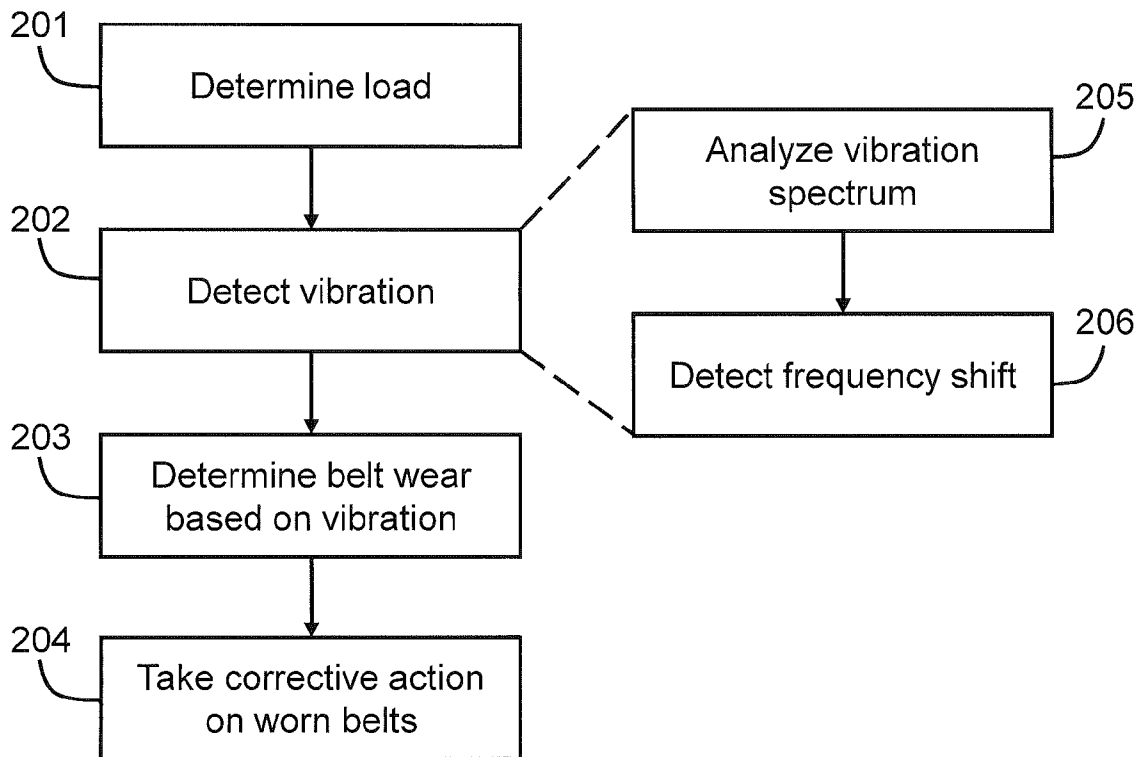 201
Determine load
202
Detect vibration
203
Determine belt wear
based on vibration
204
Take corrective action
on worn belts
205
Analyze vibration
spectrum
206
Detect frequency shift